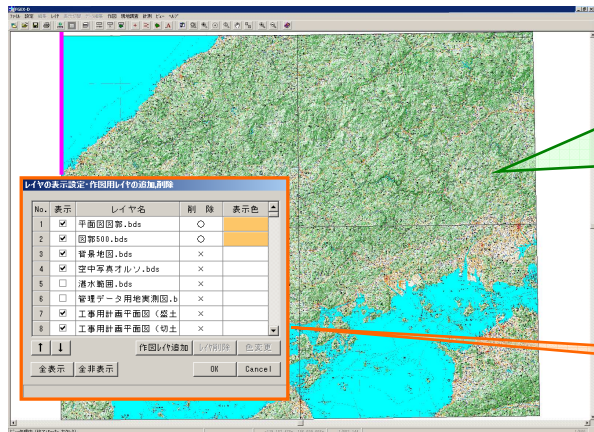 レイヤの表示設定・作図用レイヤの追加,削除
No. 表示 レイヤ名 削 除 表示色
1 平面図図郭.bds ○
2 図郭500.bds ○
3 背景地図.bds ×
4 空中写真オルソ.bds ×
5 湛水範囲.bds ×
6 管理データ用地実測図.b ×
7 工事用計画平面図（盛土 ×
8 工事用計画平面図（切土 ×
↑ ↓ 作図レイヤ追加 レイヤ削除 色変更
全表示 全非表示 OK Cancel